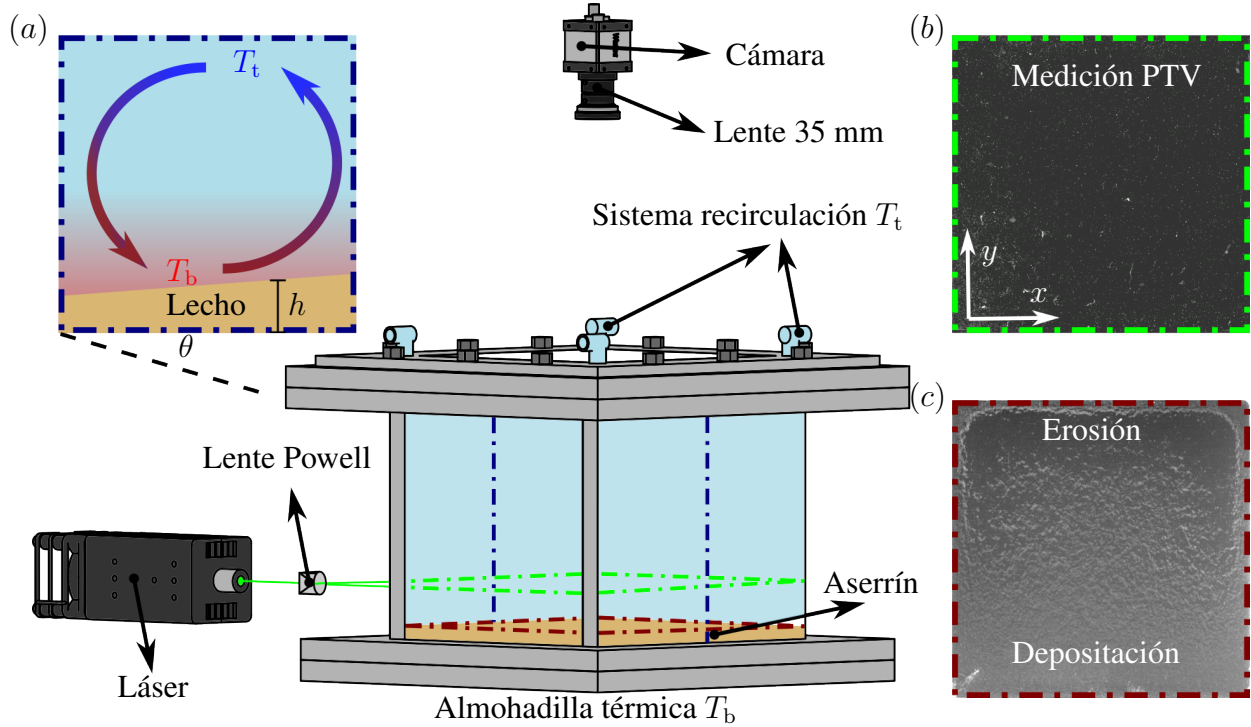 (a)
T_t
T_b
Lecho
h
θ
Cámara
Lente 35 mm
Sistema recirculación T_t
(b)
Medición PTV
y
x
(c)
Erosión
Depositación
Lente Powell
Aserrín
Láser
Almohadilla térmica T_b